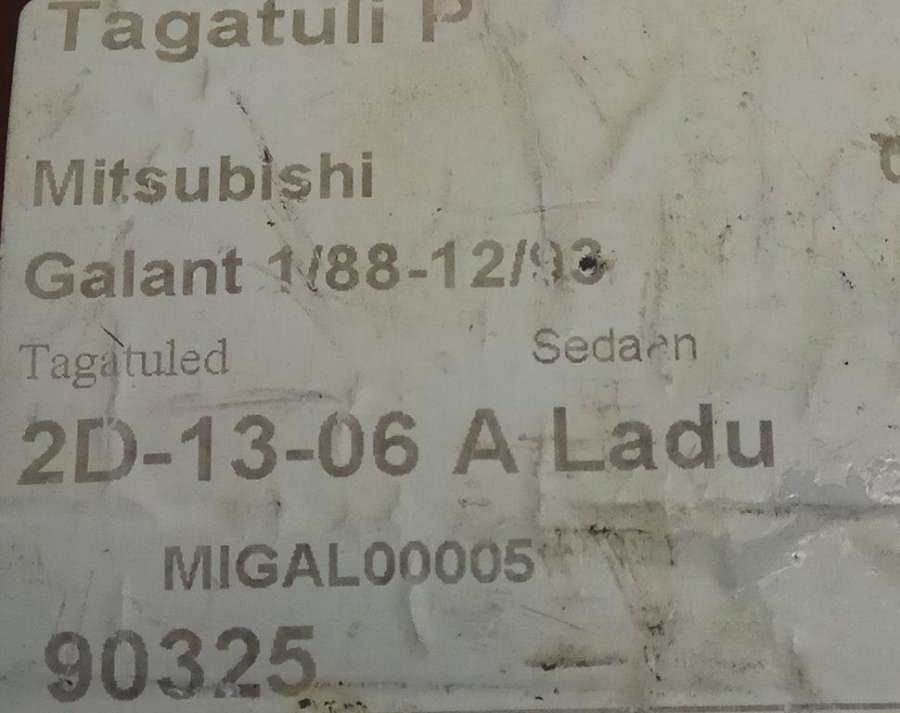 Tagatuli P
Mitsubishi
Galant 1/88-12/93
Tagatuled Sedaan
2D-13-06 A Ladu
MIGAL00005
90325